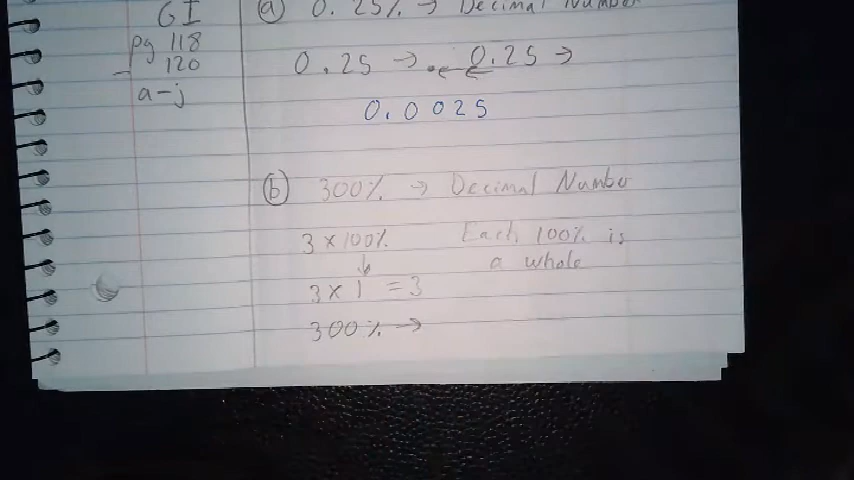 GI
pg 118
- 120
a-j
(a) 0.25% → Decimal Number
0.25 → . 0.25 →
0.0025
(b) 300% → Decimal Number
3 × 100% Each 100% is
↓ a whole
3 × 1 = 3
300% →